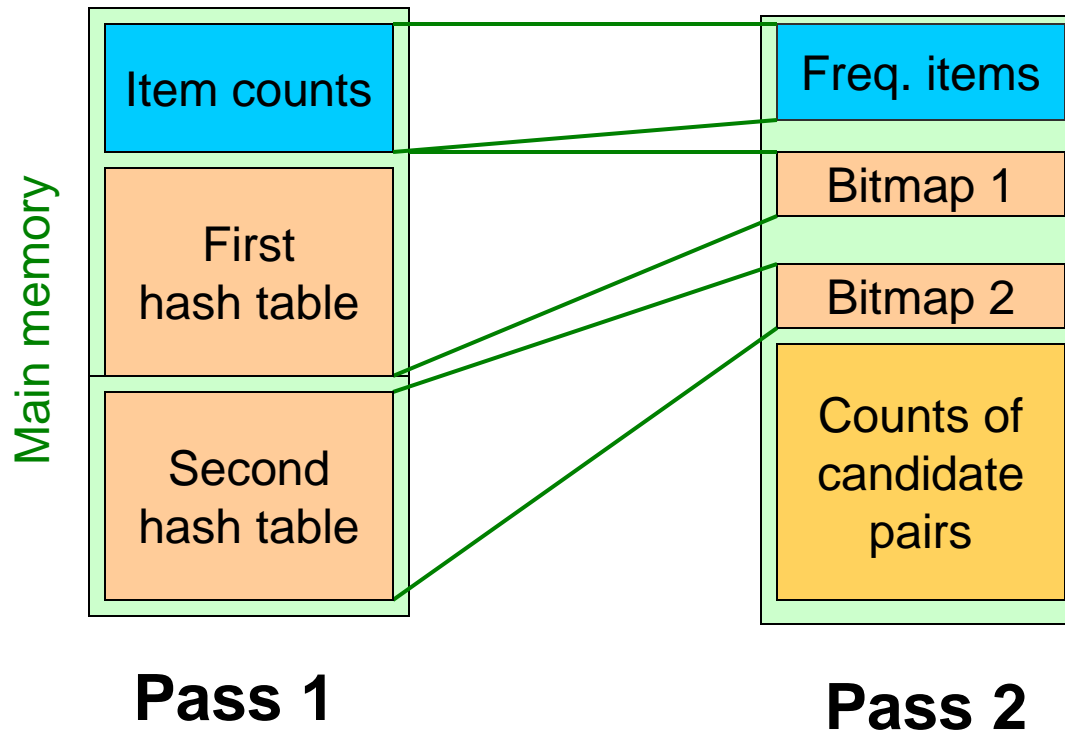 Main memory
Item counts
First
hash table
Second
hash table
Pass 1
Freq. items
Bitmap 1
Bitmap 2
Counts of
candidate
pairs
Pass 2